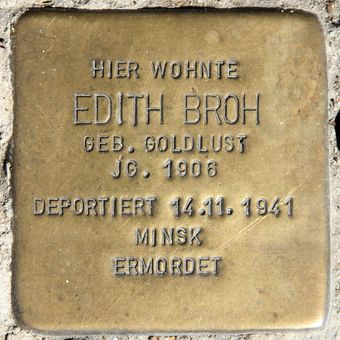 HIER WOHNTE
EDITH BROH
GEB. GOLDLUST
JG. 1906
DEPORTIERT 14.11.1941
MINSK
ERMORDET